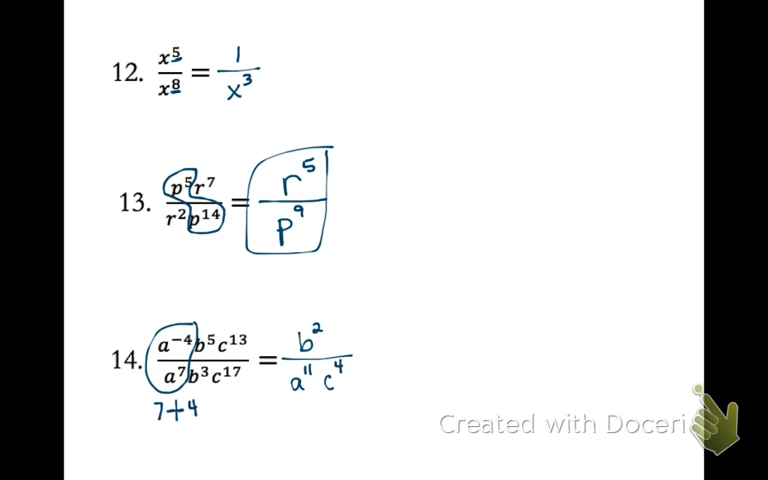 12. x⁵/x⁸ = 1/x³
13. p⁵r⁷/r²p¹⁴ = r⁵/p⁹
14. a⁻⁴b⁵c¹³/a⁷b³c¹⁷ = b²/a¹¹c⁴
7+4
Created with Doceri